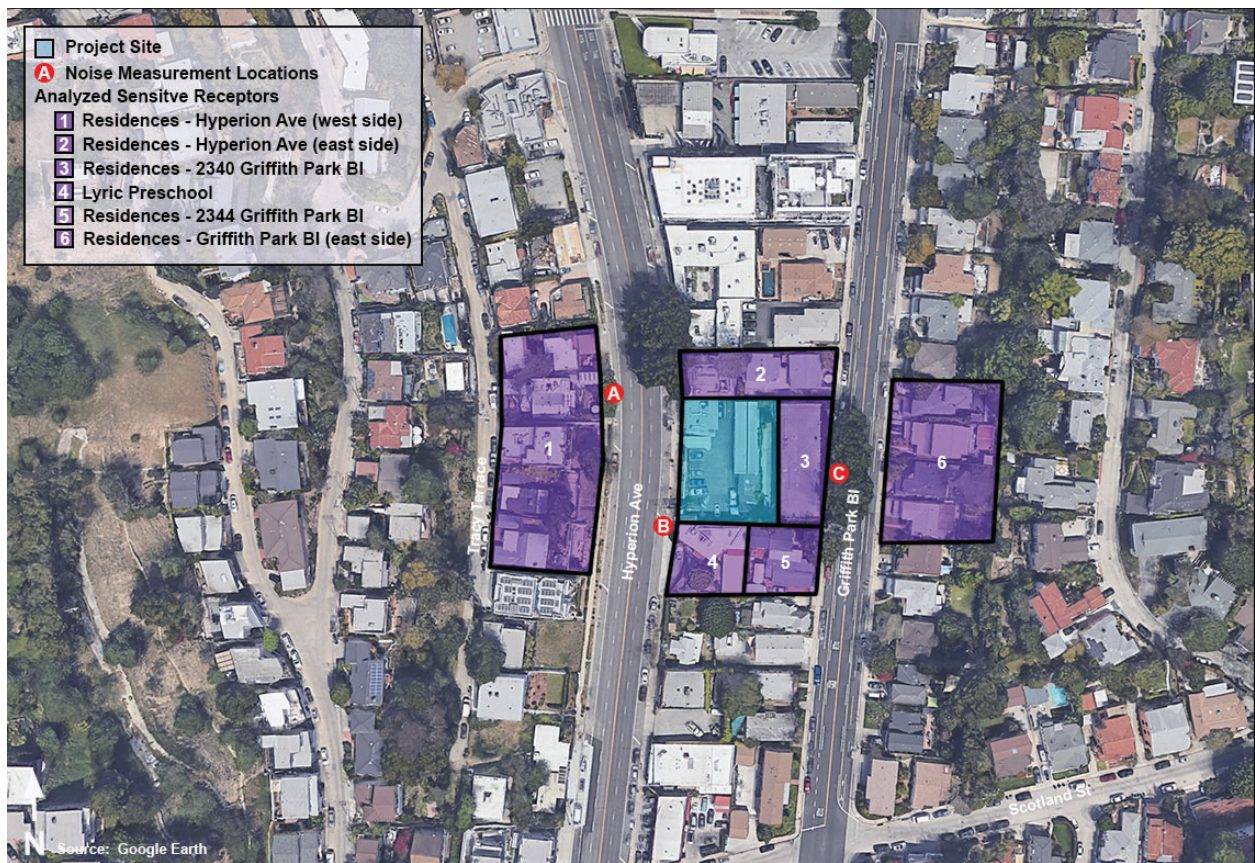 Project Site
A Noise Measurement Locations
Analyzed Sensitve Receptors
1 Residences - Hyperion Ave (west side)
2 Residences - Hyperion Ave (east side)
3 Residences - 2340 Griffith Park Bl
4 Lyric Preschool
5 Residences - 2344 Griffith Park Bl
6 Residences - Griffith Park Bl (east side)
A
2
1
3
C
6
B
4
5
Tracy Terrace
Hyperion Ave
Griffith Park Bl
Scotland St
N
Source: Google Earth